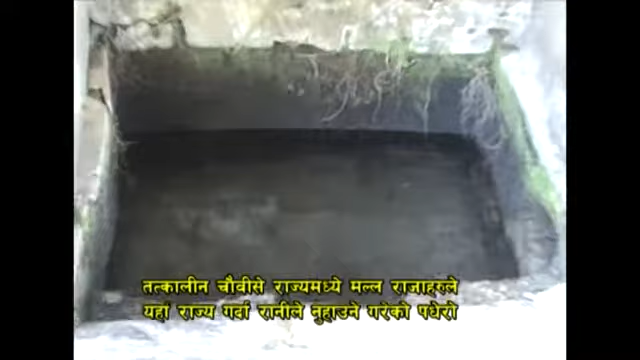 तत्कालीन चौवीसे राज्यमध्ये मल्ल राजाहरुले
यहां राज्य गर्दा रानीले नुहाउने गरेको पधेरो